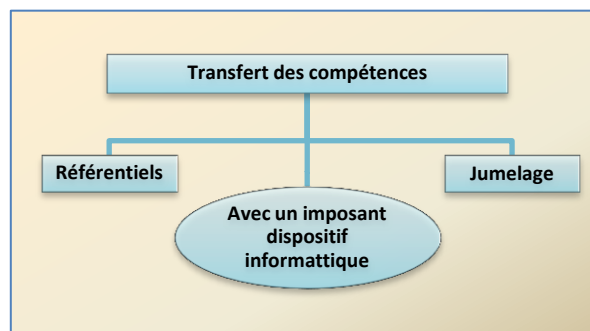 Transfert des compétences
Référentiels
Jumelage
Avec un imposant
dispositif
informattique